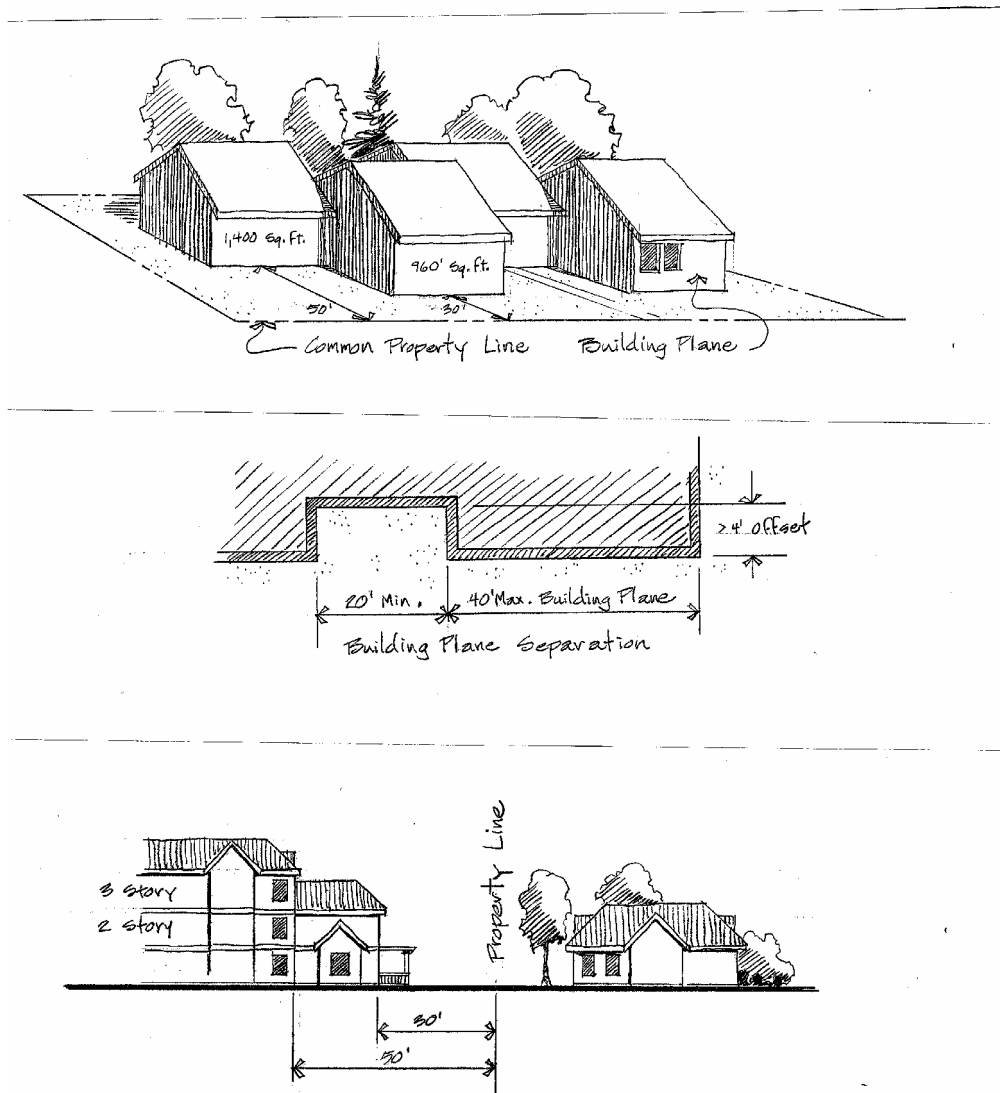 1,400 Sq. ft.
960' Sq. ft.
50'
30'
Common Property Line
Building Plane
> 4' Offset
20' Min.
40' Max. Building Plane
Building Plane Separation
Property Line
3 Story
2 Story
30'
50'